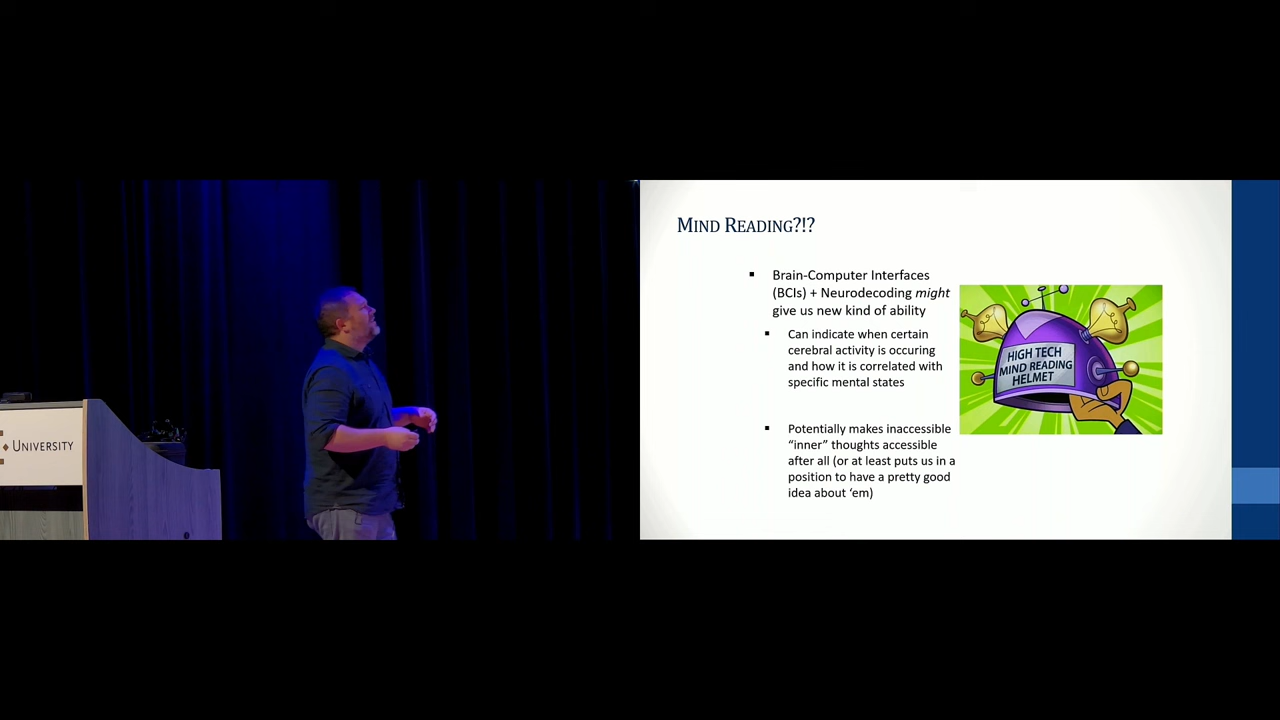 UNIVERSITY
MIND READING?!?
▪ Brain-Computer Interfaces
(BCIs) + Neurodecoding might
give us new kind of ability
▪ Can indicate when certain
cerebral activity is occuring
and how it is correlated with
specific mental states
▪ Potentially makes inaccessible
“inner” thoughts accessible
after all (or at least puts us in a
position to have a pretty good
idea about ‘em)
HIGH TECH
MIND READING
HELMET